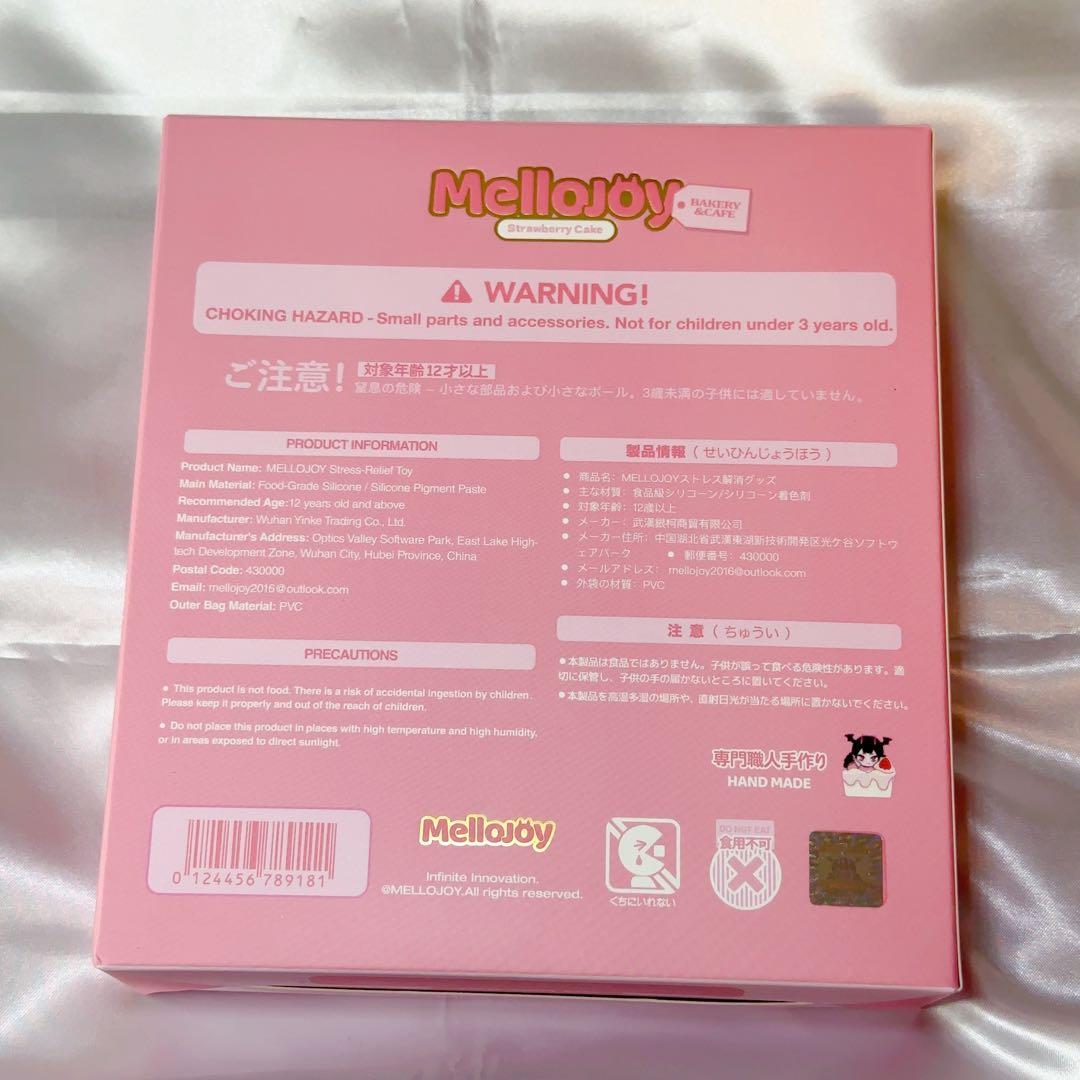 MelloJOy
BAKERY
&CAFE
Strawberry Cake
WARNING!
CHOKING HAZARD - Small parts and accessories. Not for children under 3 years old.
ご注意! 対象年齢12才以上
窒息の危険 – 小さな部品および小さなボール。3歳未満の子供には適していません。
PRODUCT INFORMATION
Product Name: MELLOJOY Stress-Relief Toy
Main Material: Food-Grade Silicone / Silicone Pigment Paste
Recommended Age:12 years old and above
Manufacturer: Wuhan Yinke Trading Co., Ltd.
Manufacturer's Address: Optics Valley Software Park, East Lake High-
tech Development Zone, Wuhan City, Hubei Province, China
Postal Code: 430000
Email: mellojoy2016@outlook.com
Outer Bag Material: PVC
製品情報 ( せいひんじょうほう )
● 商品名: MELLOJOYストレス解消グッズ
● 主な材質: 食品級シリコーン/シリコーン着色剤
● 対象年齢: 12歳以上
● メーカー: 武漢銀柯商貿有限公司
● メーカー住所: 中国湖北省武漢東湖新技術開発区光ケ谷ソフトウ
ェアパーク ● 郵便番号: 430000
● メールアドレス: mellojoy2016@outlook.com
● 外袋の材質: PVC
PRECAUTIONS
● This product is not food. There is a risk of accidental ingestion by children.
Please keep it properly and out of the reach of children.
● Do not place this product in places with high temperature and high humidity,
or in areas exposed to direct sunlight.
注 意 ( ちゅうい )
●本製品は食品ではありません。子供が誤って食べる危険性があります。適
切に保管し、子供の手の届かないところに置いてください。
●本製品を高温多湿の場所や、直射日光が当たる場所に置かないでください。
専門職人手作り
HAND MADE
0 124456 789181
MelloJOy
Infinite Innovation.
@MELLOJOY.All rights reserved.
くちにいれない
DO NOT EAT
食用不可